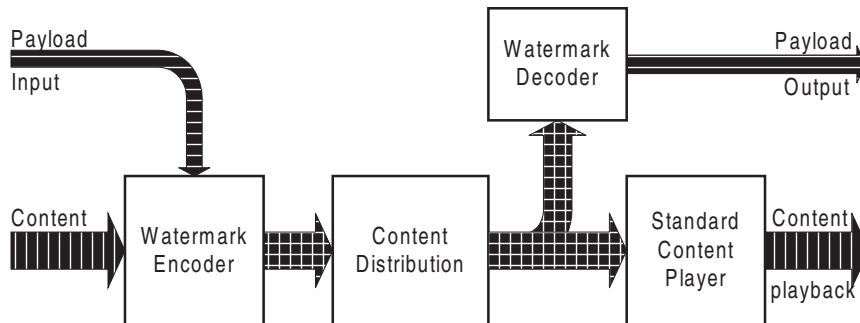 Payload
Input
Watermark
Decoder
Payload
Output
Content
Watermark
Encoder
Content
Distribution
Standard
Content
Player
Content
playback